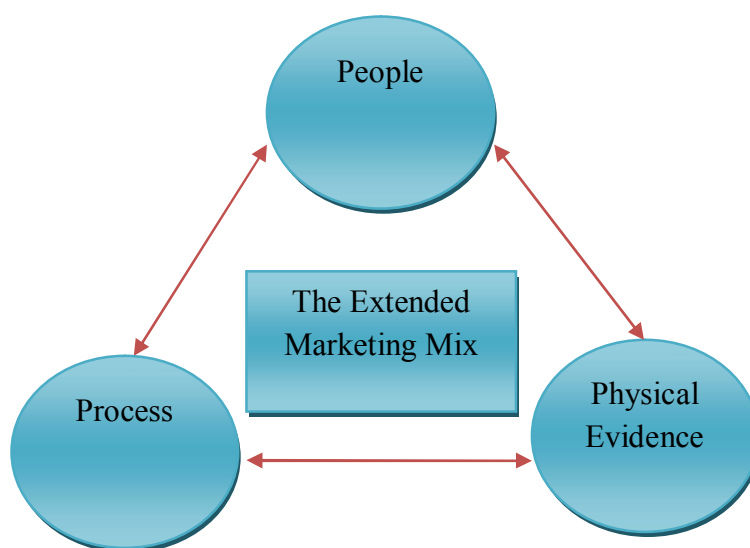 People
The Extended
Marketing Mix
Process
Physical
Evidence